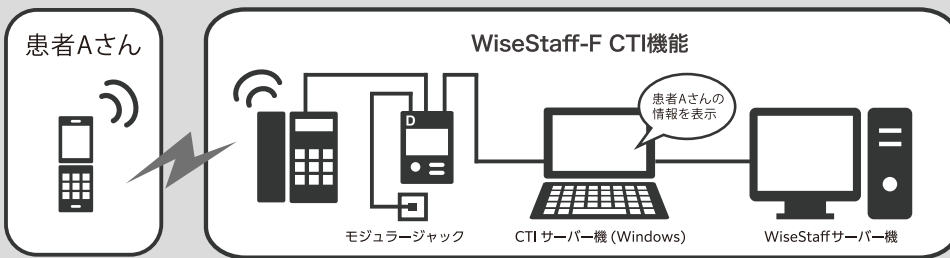 患者Aさん
WiseStaff-F CTI機能
患者Aさんの
情報を表示
D
モジュラージャック
CTI サーバー機 (Windows)
WiseStaffサーバー機